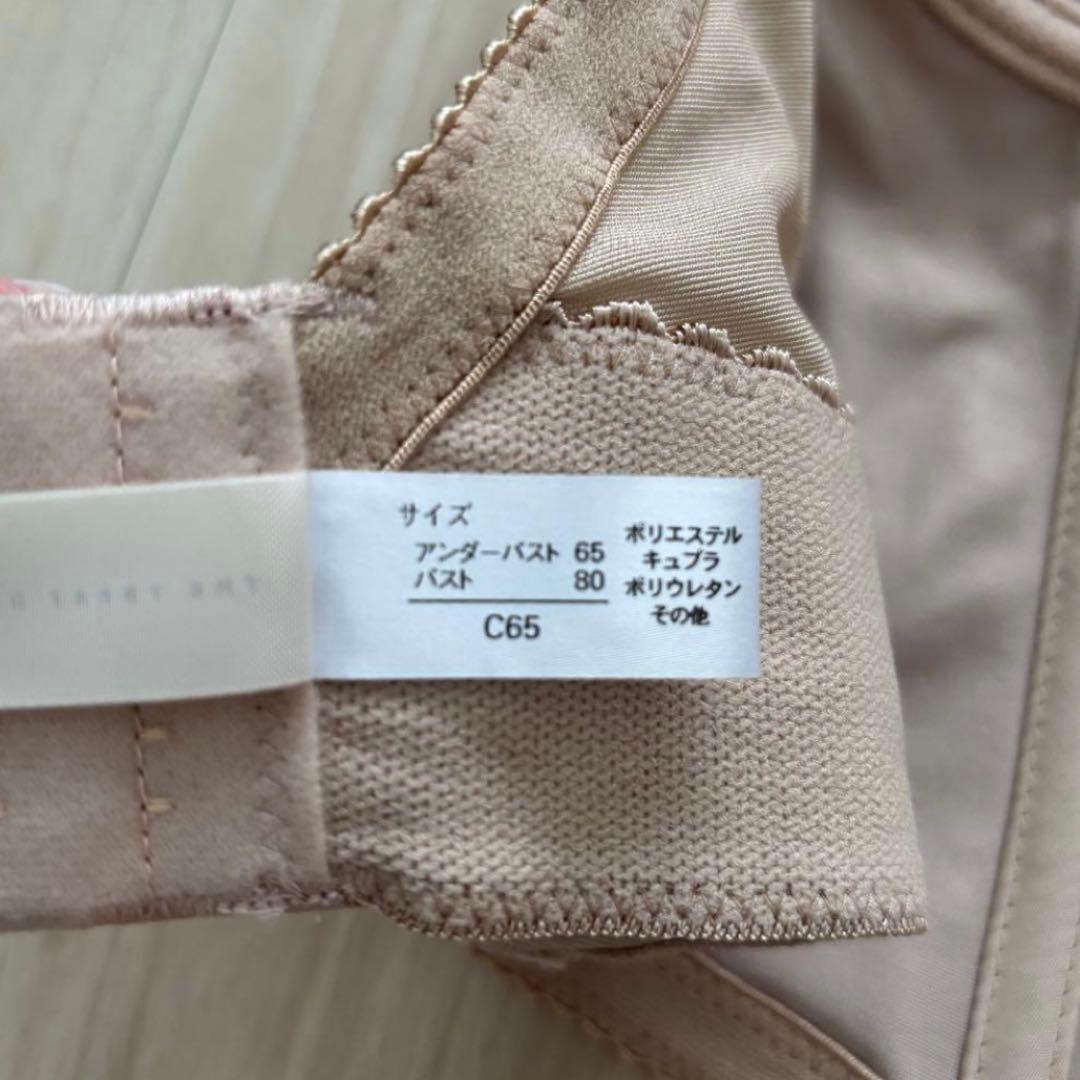 サイズ
アンダーバスト 65
バスト 80
C65
ポリエステル
キュプラ
ポリウレタン
その他